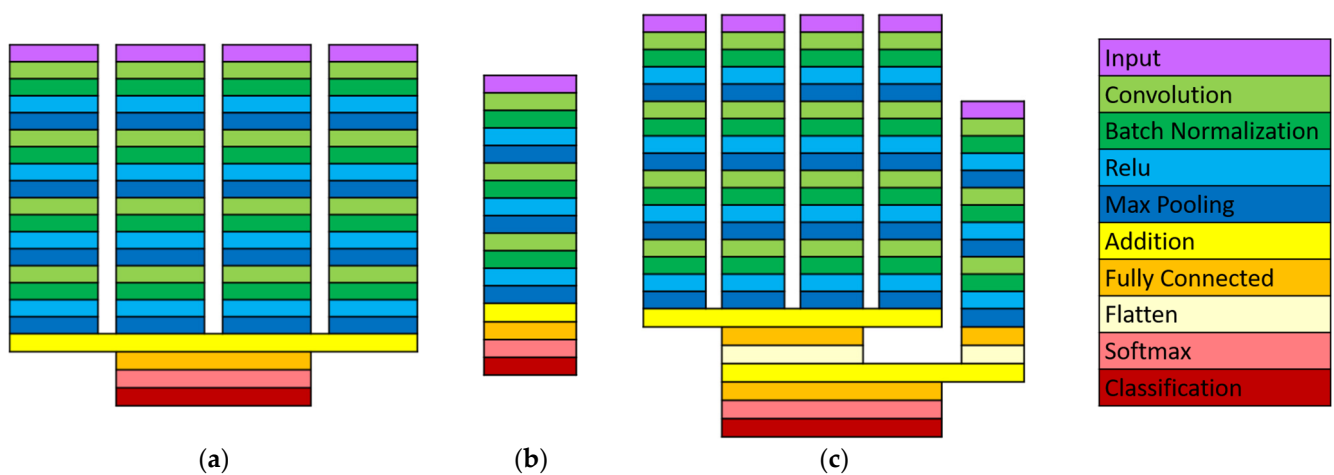 Input
Convolution
Batch Normalization
Relu
Max Pooling
Addition
Fully Connected
Flatten
Softmax
Classification
(a)
(b)
(c)